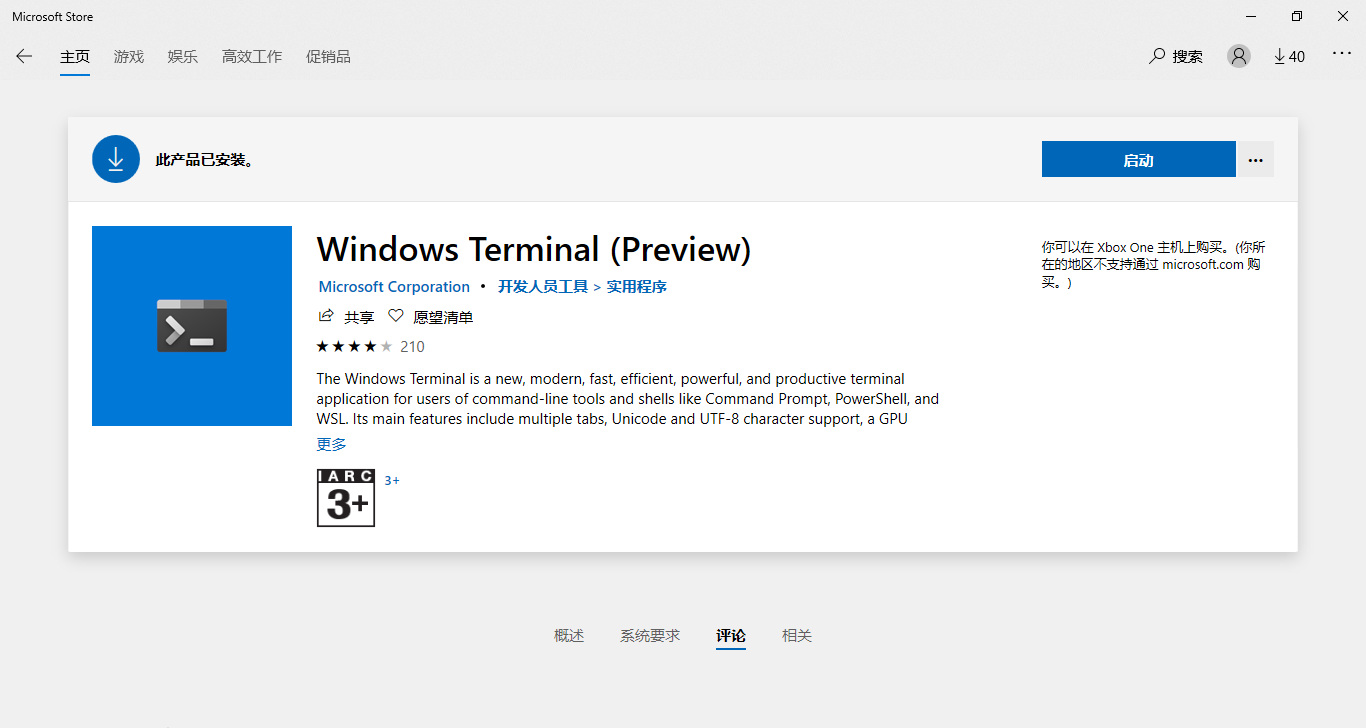 Microsoft Store
主页 游戏 娱乐 高效工作 促销品 搜索 40
此产品已安装。 启动
Windows Terminal (Preview)
Microsoft Corporation • 开发人员工具 > 实用程序
共享 愿望清单
210
The Windows Terminal is a new, modern, fast, efficient, powerful, and productive terminal
application for users of command-line tools and shells like Command Prompt, PowerShell, and
WSL. Its main features include multiple tabs, Unicode and UTF-8 character support, a GPU
更多
IARC
3+
3+
你可以在 Xbox One 主机上购买。(你所
在的地区不支持通过 microsoft.com 购
买。)
概述 系统要求 评论 相关